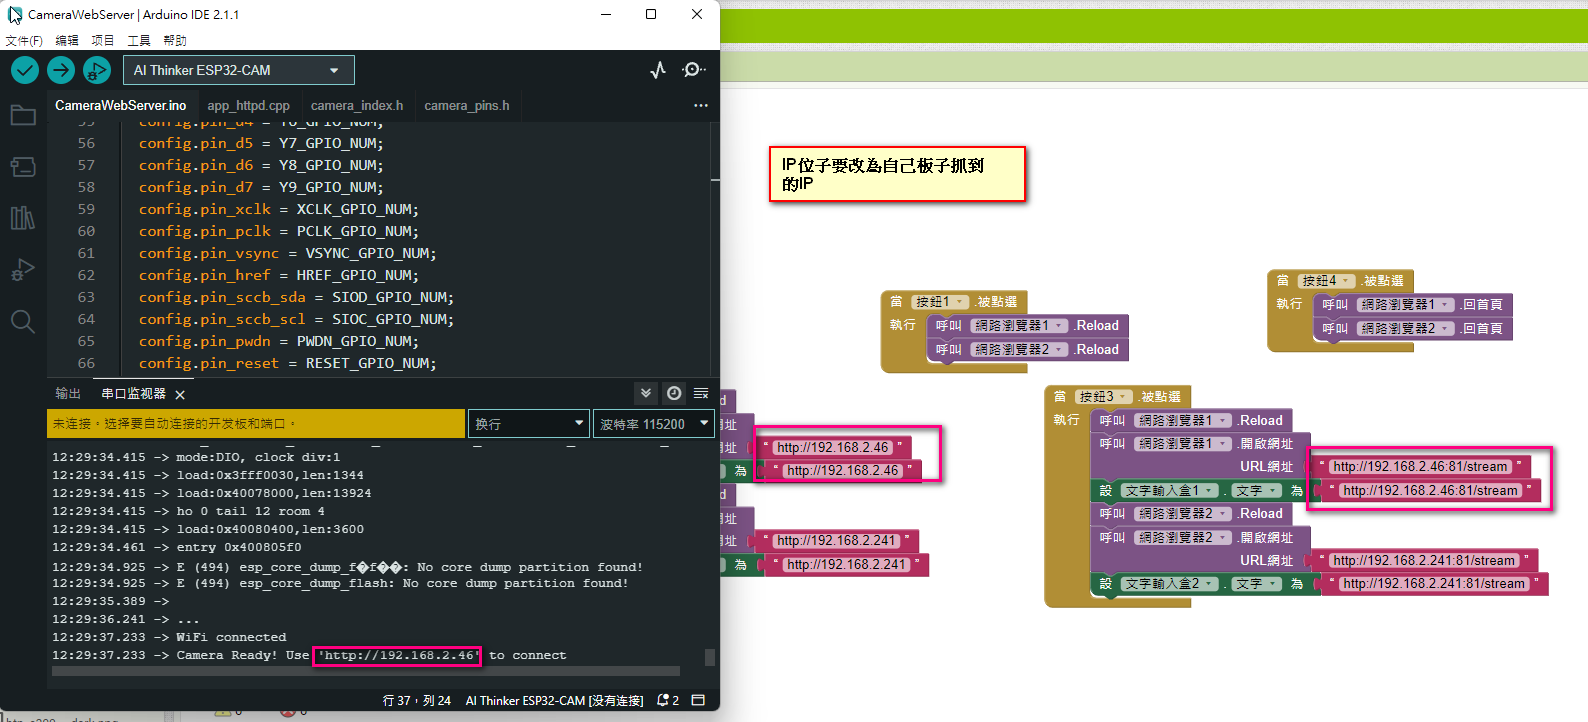 CameraWebServer | Arduino IDE 2.1.1
文件(F) 编辑 项目 工具 帮助
AI Thinker ESP32-CAM
CameraWebServer.ino app_httpd.cpp camera_index.h camera_pins.h ...
55 config.pin_d4 = Y6_GPIO_NUM;
56 config.pin_d5 = Y7_GPIO_NUM;
57 config.pin_d6 = Y8_GPIO_NUM;
58 config.pin_d7 = Y9_GPIO_NUM;
59 config.pin_xclk = XCLK_GPIO_NUM;
60 config.pin_pclk = PCLK_GPIO_NUM;
61 config.pin_vsync = VSYNC_GPIO_NUM;
62 config.pin_href = HREF_GPIO_NUM;
63 config.pin_sccb_sda = SIOD_GPIO_NUM;
64 config.pin_sccb_scl = SIOC_GPIO_NUM;
65 config.pin_pwdn = PWDN_GPIO_NUM;
66 config.pin_reset = RESET_GPIO_NUM;
输出 串口监视器
未连接。选择要自动连接的开发板和端口。 换行 波特率 115200
12:29:34.415 -> mode:DIO, clock div:1
12:29:34.415 -> load:0x3fff0030,len:1344
12:29:34.415 -> load:0x40078000,len:13924
12:29:34.415 -> ho 0 tail 12 room 4
12:29:34.415 -> load:0x40080400,len:3600
12:29:34.461 -> entry 0x400805f0
12:29:34.925 -> E (494) esp_core_dump_f�f��: No core dump partition found!
12:29:34.925 -> E (494) esp_core_dump_flash: No core dump partition found!
12:29:35.389 ->
12:29:36.241 -> ...
12:29:37.233 -> WiFi connected
12:29:37.233 -> Camera Ready! Use 'http://192.168.2.46' to connect
行 37，列 24 AI Thinker ESP32-CAM [没有连接] 2
IP位子要改為自己板子抓到
的IP
當 按鈕1 .被點選
執行 呼叫 網路瀏覽器1 .Reload
呼叫 網路瀏覽器2 .Reload
當 按鈕4 .被點選
執行 呼叫 網路瀏覽器1 .回首頁
呼叫 網路瀏覽器2 .回首頁
d
址
址 “ http://192.168.2.46 ”
為 “ http://192.168.2.46 ”
d
址
址 “ http://192.168.2.241 ”
為 “ http://192.168.2.241 ”
當 按鈕3 .被點選
執行 呼叫 網路瀏覽器1 .Reload
呼叫 網路瀏覽器1 .開啟網址
URL網址 “ http://192.168.2.46:81/stream ”
設 文字輸入盒1 . 文字 為 “ http://192.168.2.46:81/stream ”
呼叫 網路瀏覽器2 .Reload
呼叫 網路瀏覽器2 .開啟網址
URL網址 “ http://192.168.2.241:81/stream ”
設 文字輸入盒2 . 文字 為 “ http://192.168.2.241:81/stream ”